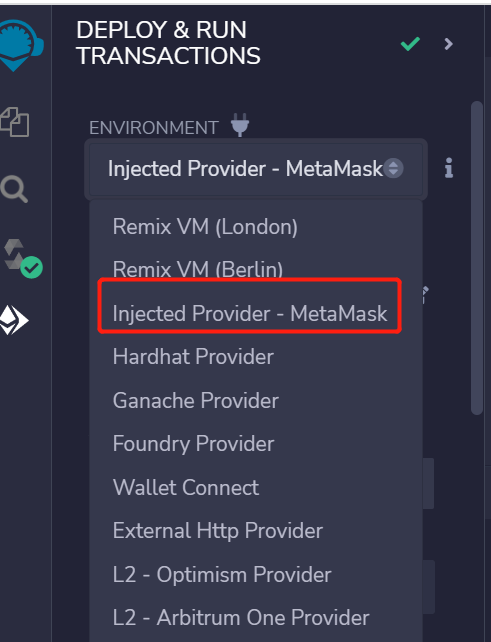 DEPLOY & RUN
TRANSACTIONS
ENVIRONMENT
Injected Provider - MetaMask
Remix VM (London)
Remix VM (Berlin)
Injected Provider - MetaMask
Hardhat Provider
Ganache Provider
Foundry Provider
Wallet Connect
External Http Provider
L2 - Optimism Provider
L2 - Arbitrum One Provider